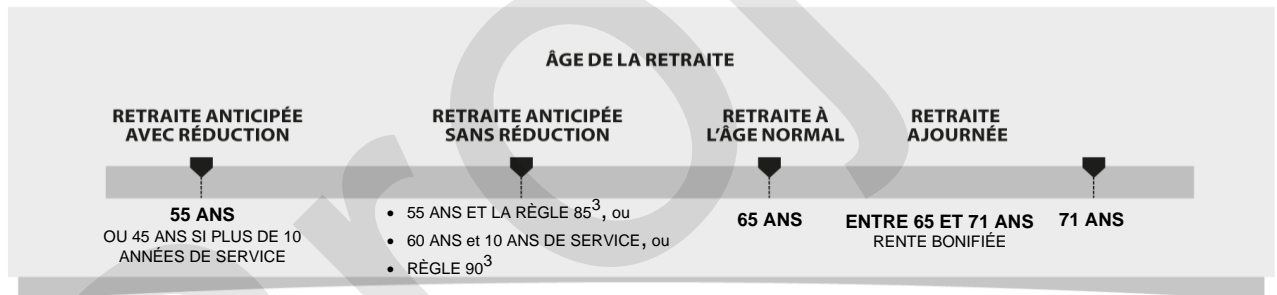 ÂGE DE LA RETRAITE
RETRAITE ANTICIPÉE
AVEC RÉDUCTION
RETRAITE ANTICIPÉE
SANS RÉDUCTION
RETRAITE À
L'ÂGE NORMAL
RETRAITE
AJOURNÉE
55 ANS
OU 45 ANS SI PLUS DE 10
ANNÉES DE SERVICE
• 55 ANS ET LA RÈGLE 85³, ou
• 60 ANS et 10 ANS DE SERVICE, ou
• RÈGLE 90³
65 ANS
ENTRE 65 ET 71 ANS
RENTE BONIFIÉE
71 ANS